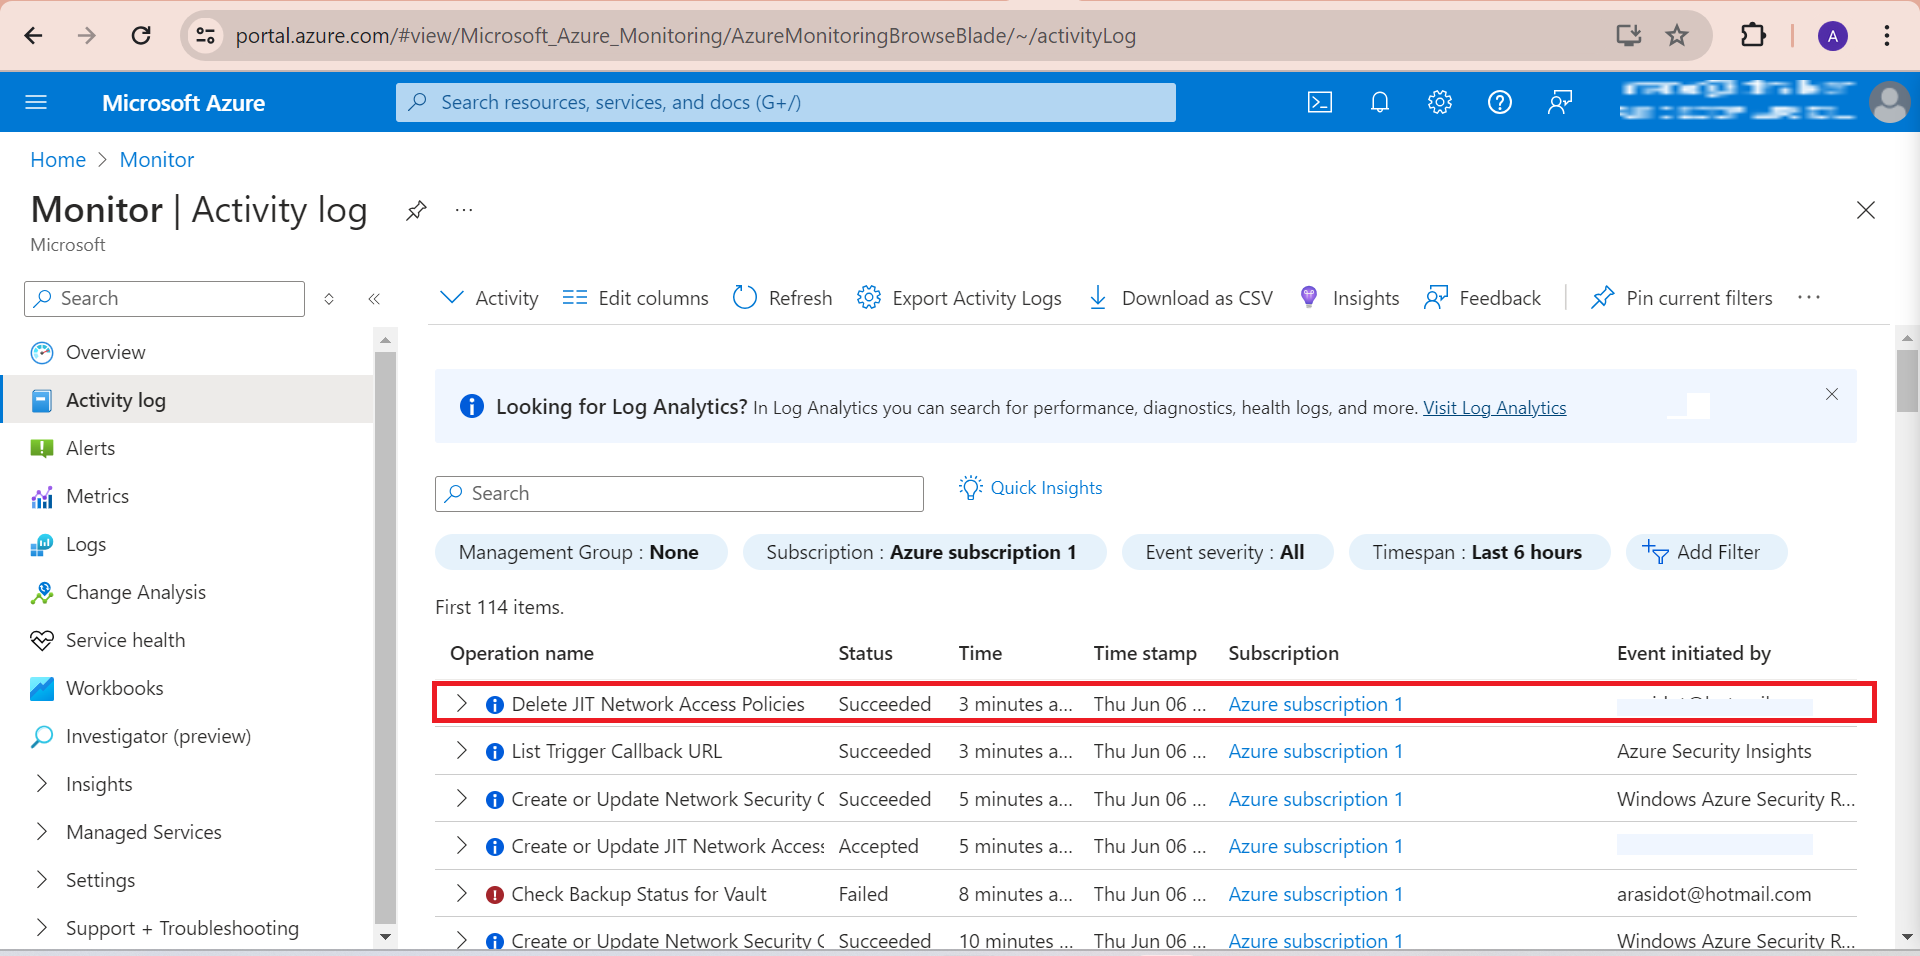 portal.azure.com/#view/Microsoft_Azure_Monitoring/AzureMonitoringBrowseBlade/~/activityLog
A
Microsoft Azure
Search resources, services, and docs (G+/)
Home > Monitor
Monitor | Activity log
...
Microsoft
Search
Activity
Edit columns
Refresh
Export Activity Logs
Download as CSV
Insights
Feedback
Pin current filters
...
Overview
Activity log
Alerts
Metrics
Logs
Change Analysis
Service health
Workbooks
Investigator (preview)
Insights
Managed Services
Settings
Support + Troubleshooting
Looking for Log Analytics? In Log Analytics you can search for performance, diagnostics, health logs, and more. Visit Log Analytics
Search
Quick Insights
Management Group : None
Subscription : Azure subscription 1
Event severity : All
Timespan : Last 6 hours
Add Filter
First 114 items.
Operation name Status Time Time stamp Subscription Event initiated by
Delete JIT Network Access Policies Succeeded 3 minutes a... Thu Jun 06 ... Azure subscription 1
List Trigger Callback URL Succeeded 3 minutes a... Thu Jun 06 ... Azure subscription 1 Azure Security Insights
Create or Update Network Security Succeeded 5 minutes a... Thu Jun 06 ... Azure subscription 1 Windows Azure Security R...
Create or Update JIT Network Access Accepted 5 minutes a... Thu Jun 06 ... Azure subscription 1
Check Backup Status for Vault Failed 8 minutes a... Thu Jun 06 ... Azure subscription 1 arasidot@hotmail.com
Create or Update Network Security Succeeded 10 minutes ... Thu Jun 06 ... Azure subscription 1 Windows Azure Security R...